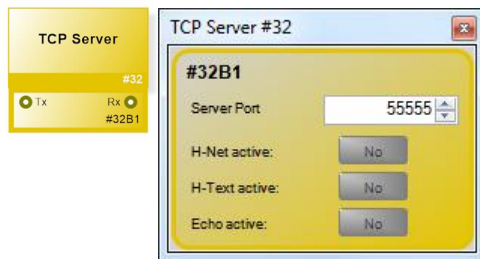 TCP Server
#32
Tx Rx
#32B1
TCP Server #32
#32B1
Server Port 55555
H-Net active: No
H-Text active: No
Echo active: No